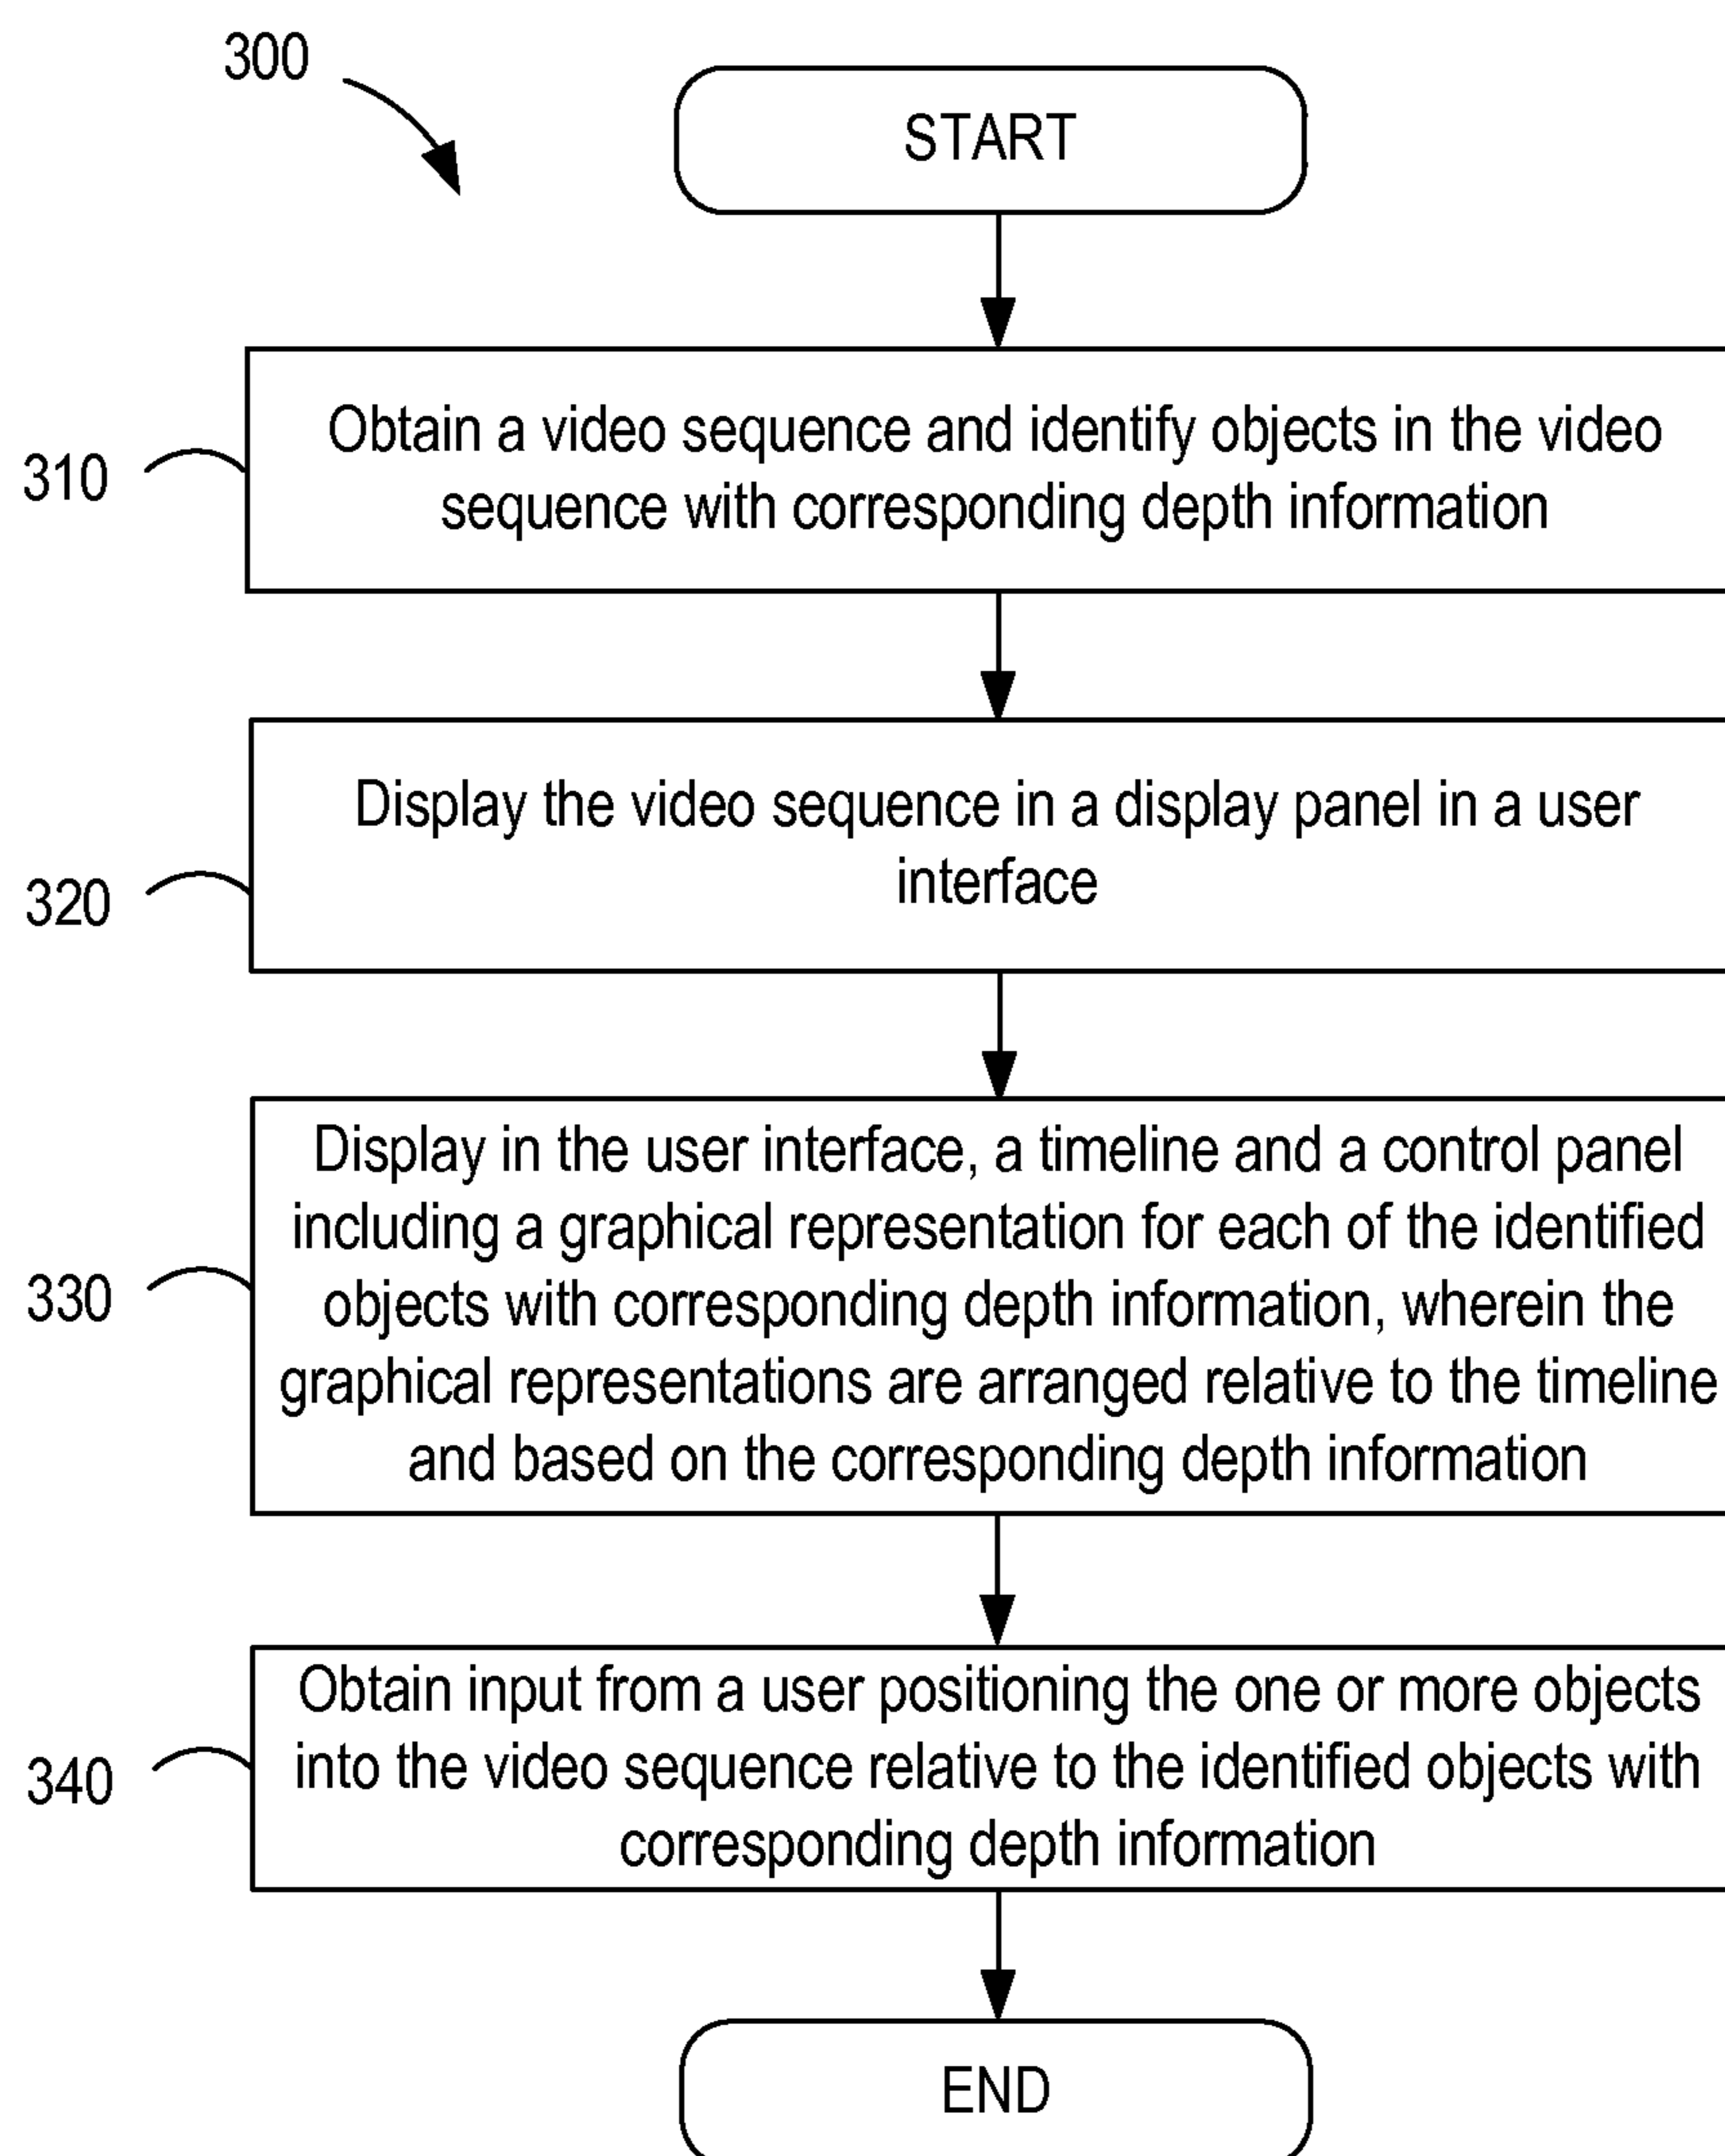 300
START
310
Obtain a video sequence and identify objects in the video
sequence with corresponding depth information
320
Display the video sequence in a display panel in a user
interface
330
Display in the user interface, a timeline and a control panel
including a graphical representation for each of the identified
objects with corresponding depth information, wherein the
graphical representations are arranged relative to the timeline
and based on the corresponding depth information
340
Obtain input from a user positioning the one or more objects
into the video sequence relative to the identified objects with
corresponding depth information
END